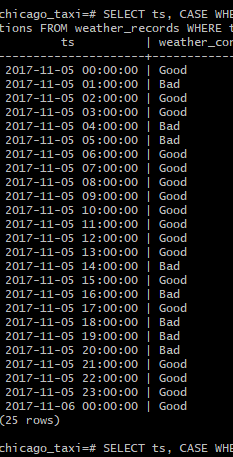 chicago_taxi=# SELECT ts, CASE WHE
tions FROM weather_records WHERE t
ts | weather_con
---------------------+------------
2017-11-05 00:00:00 | Good
2017-11-05 01:00:00 | Bad
2017-11-05 02:00:00 | Good
2017-11-05 03:00:00 | Good
2017-11-05 04:00:00 | Bad
2017-11-05 05:00:00 | Bad
2017-11-05 06:00:00 | Good
2017-11-05 07:00:00 | Good
2017-11-05 08:00:00 | Good
2017-11-05 09:00:00 | Good
2017-11-05 10:00:00 | Good
2017-11-05 11:00:00 | Good
2017-11-05 12:00:00 | Good
2017-11-05 13:00:00 | Good
2017-11-05 14:00:00 | Bad
2017-11-05 15:00:00 | Good
2017-11-05 16:00:00 | Bad
2017-11-05 17:00:00 | Good
2017-11-05 18:00:00 | Bad
2017-11-05 19:00:00 | Bad
2017-11-05 20:00:00 | Bad
2017-11-05 21:00:00 | Good
2017-11-05 22:00:00 | Good
2017-11-05 23:00:00 | Good
2017-11-06 00:00:00 | Good
(25 rows)
chicago_taxi=# SELECT ts, CASE WHE